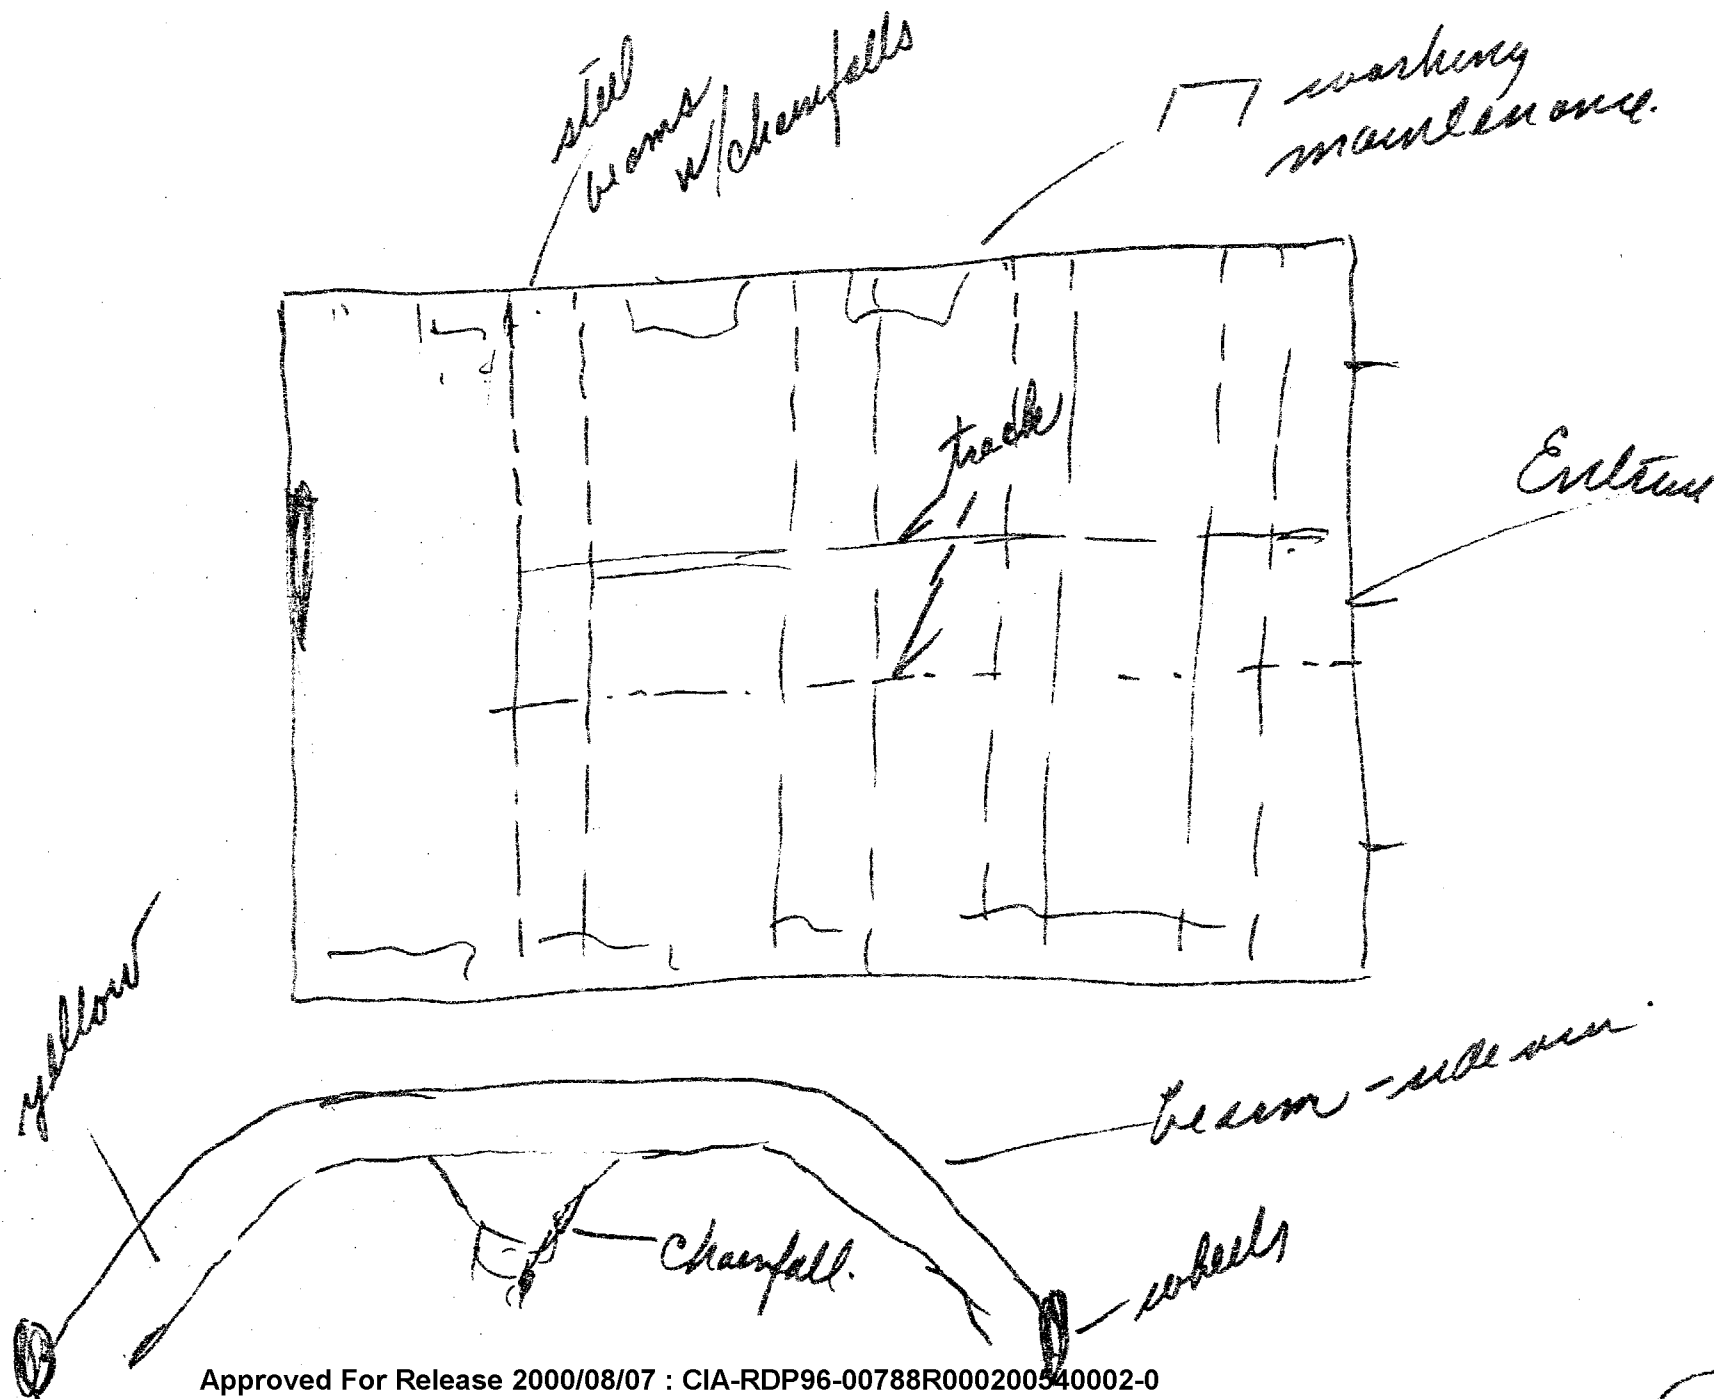 steel
beams
w/chainfalls
working
maintenance.
track
Entran
yellow
beam - side view
chainfall.
wheels
Approved For Release 2000/08/07 : CIA-RDP96-00788R000200540002-0